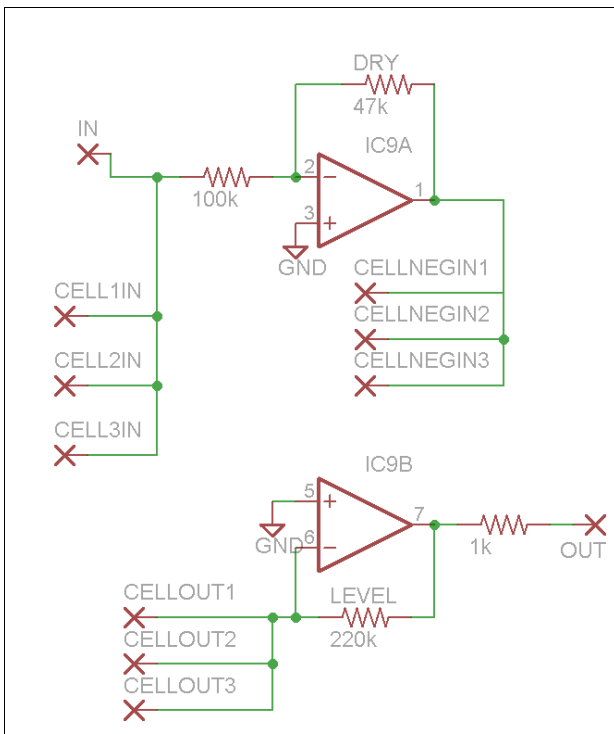 DRY
47k
IN
IC9A
2
1
100k
3
GND
CELLNEGIN1
CELL1IN
CELLNEGIN2
CELLNEGIN3
CELL2IN
CELL3IN
IC9B
5
7
GND
6
1k
OUT
CELLOUT1
LEVEL
CELLOUT2
220k
CELLOUT3